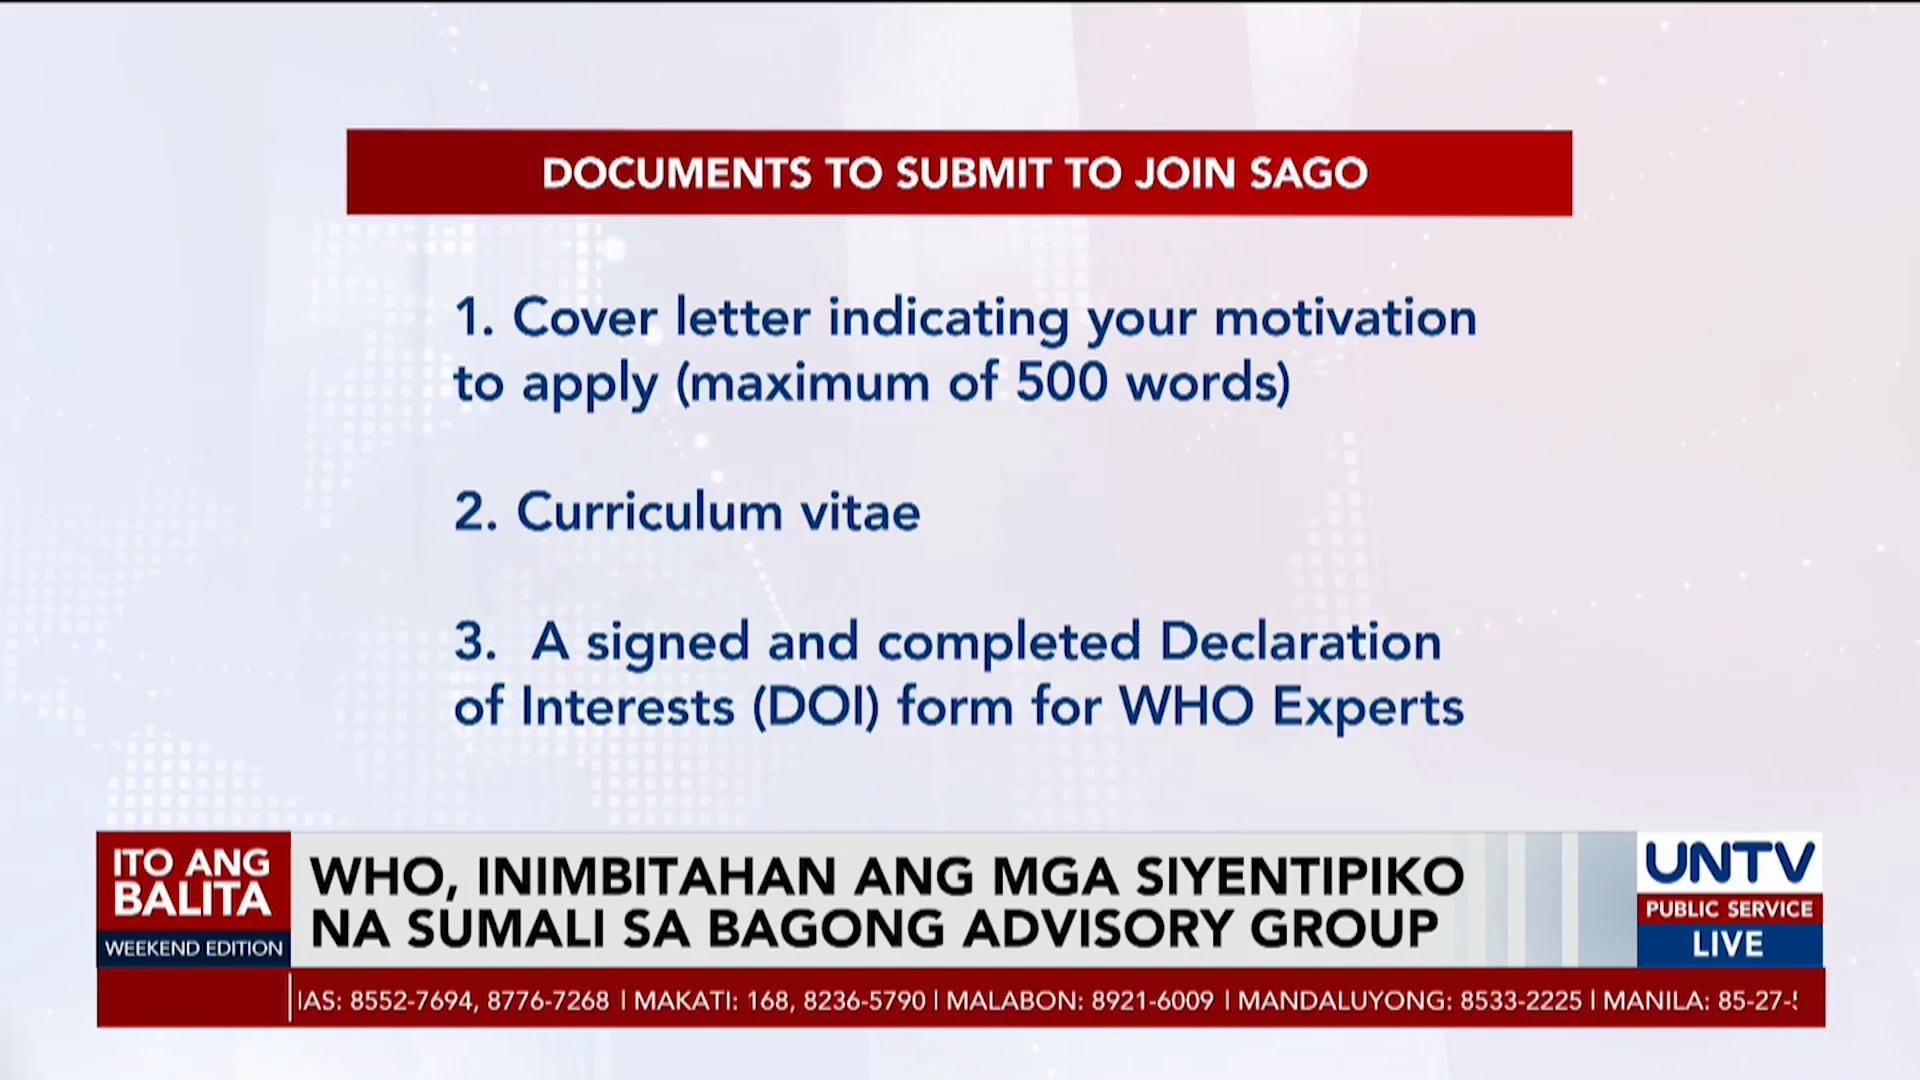 DOCUMENTS TO SUBMIT TO JOIN SAGO
1. Cover letter indicating your motivation
to apply (maximum of 500 words)
2. Curriculum vitae
3. A signed and completed Declaration
of Interests (DOI) form for WHO Experts
ITO ANG
BALITA
WEEKEND EDITION
WHO, INIMBITAHAN ANG MGA SIYENTIPIKO
NA SUMALI SA BAGONG ADVISORY GROUP
UNTV
PUBLIC SERVICE
LIVE
IAS: 8552-7694, 8776-7268 | MAKATI: 168, 8236-5790 | MALABON: 8921-6009 | MANDALUYONG: 8533-2225 | MANILA: 85-27-